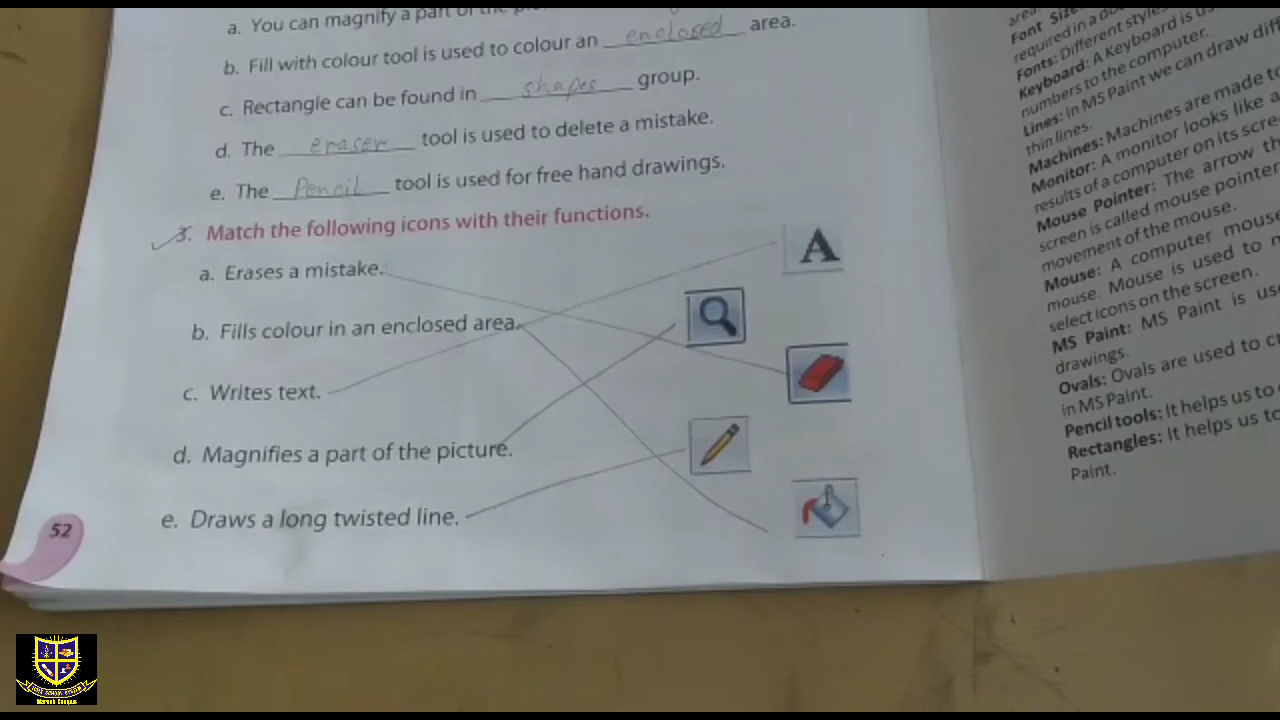 a. You can magnify a part of the
b. Fill with colour tool is used to colour an enclosed area.
c. Rectangle can be found in shapes group.
d. The eraser tool is used to delete a mistake.
e. The Pencil tool is used for free hand drawings.
3. Match the following icons with their functions.
a. Erases a mistake.
A
b. Fills colour in an enclosed area.
c. Writes text.
d. Magnifies a part of the picture.
e. Draws a long twisted line.
52
area.
Font Size
required in a
Fonts: Different styles
Keyboard: A Keyboard is
numbers to the computer.
Lines: In MS Paint we can draw
thin lines.
Machines: Machines are made to
Monitor: A monitor looks like a
results of a computer on its
Mouse Pointer: The arrow
screen is called mouse pointer
movement of the mouse.
Mouse: A computer
mouse. Mouse is used to
select icons on the screen.
MS Paint: MS Paint is
drawings.
Ovals: Ovals are used to
in MS Paint.
Pencil tools: It helps us to
Rectangles: It helps us to
Paint.